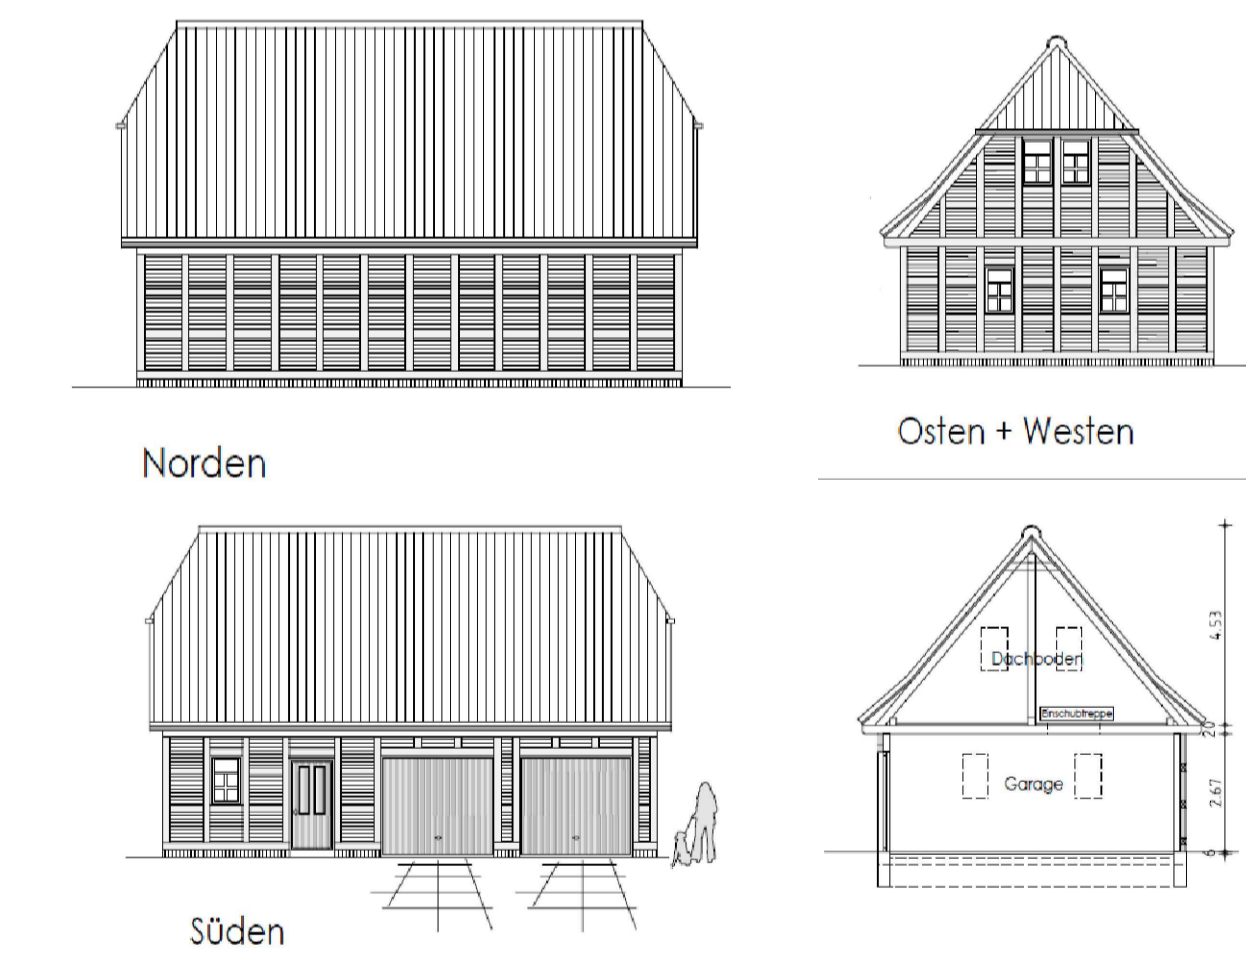 Norden
Osten + Westen
4.53
Dachboden
Einschubtreppe
20
Garage
2.67
6
Süden